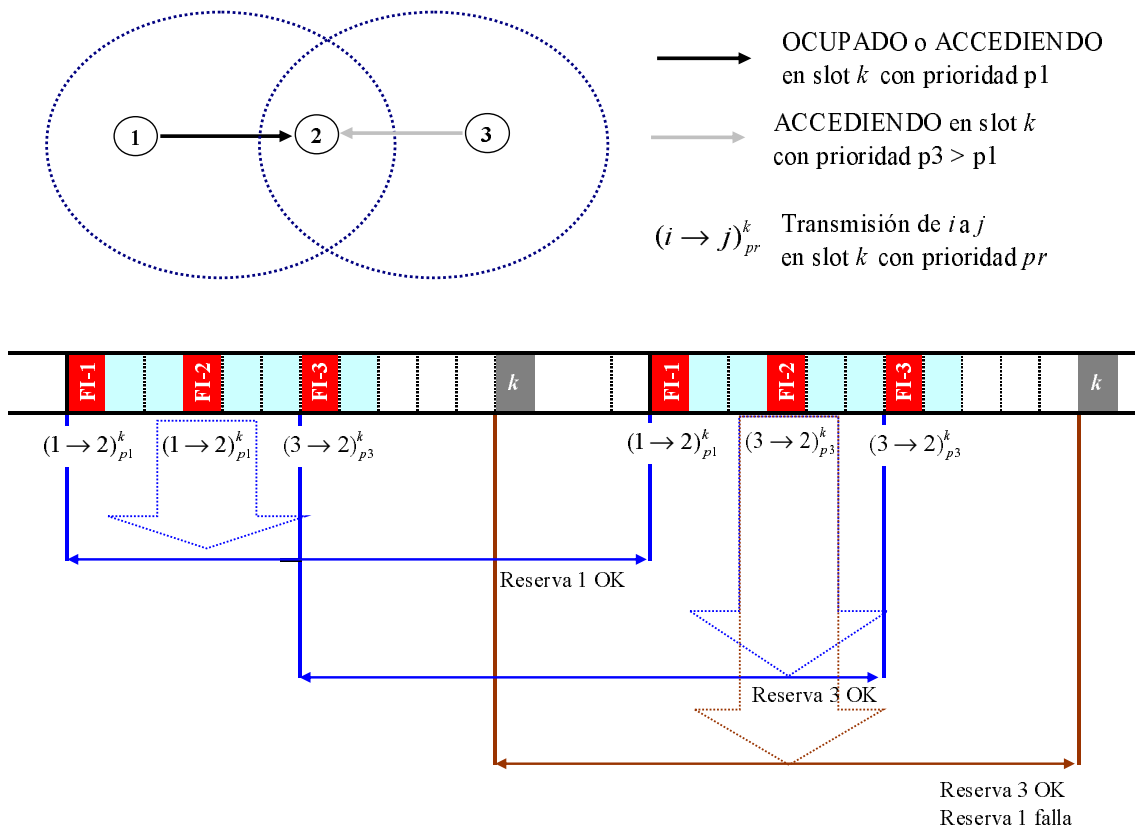 1
2
3
OCUPADO o ACCEDIENDO
en slot k con prioridad p1
ACCEDIENDO en slot k
con prioridad p3 > p1
(i → j)^k_pr
Transmisión de i a j
en slot k con prioridad pr
FI-1 FI-2 FI-3 k FI-1 FI-2 FI-3 k
(1 → 2)^k_p1 (1 → 2)^k_p1 (3 → 2)^k_p3 (1 → 2)^k_p1 (3 → 2)^k_p3 (3 → 2)^k_p3
Reserva 1 OK
Reserva 3 OK
Reserva 3 OK
Reserva 1 falla